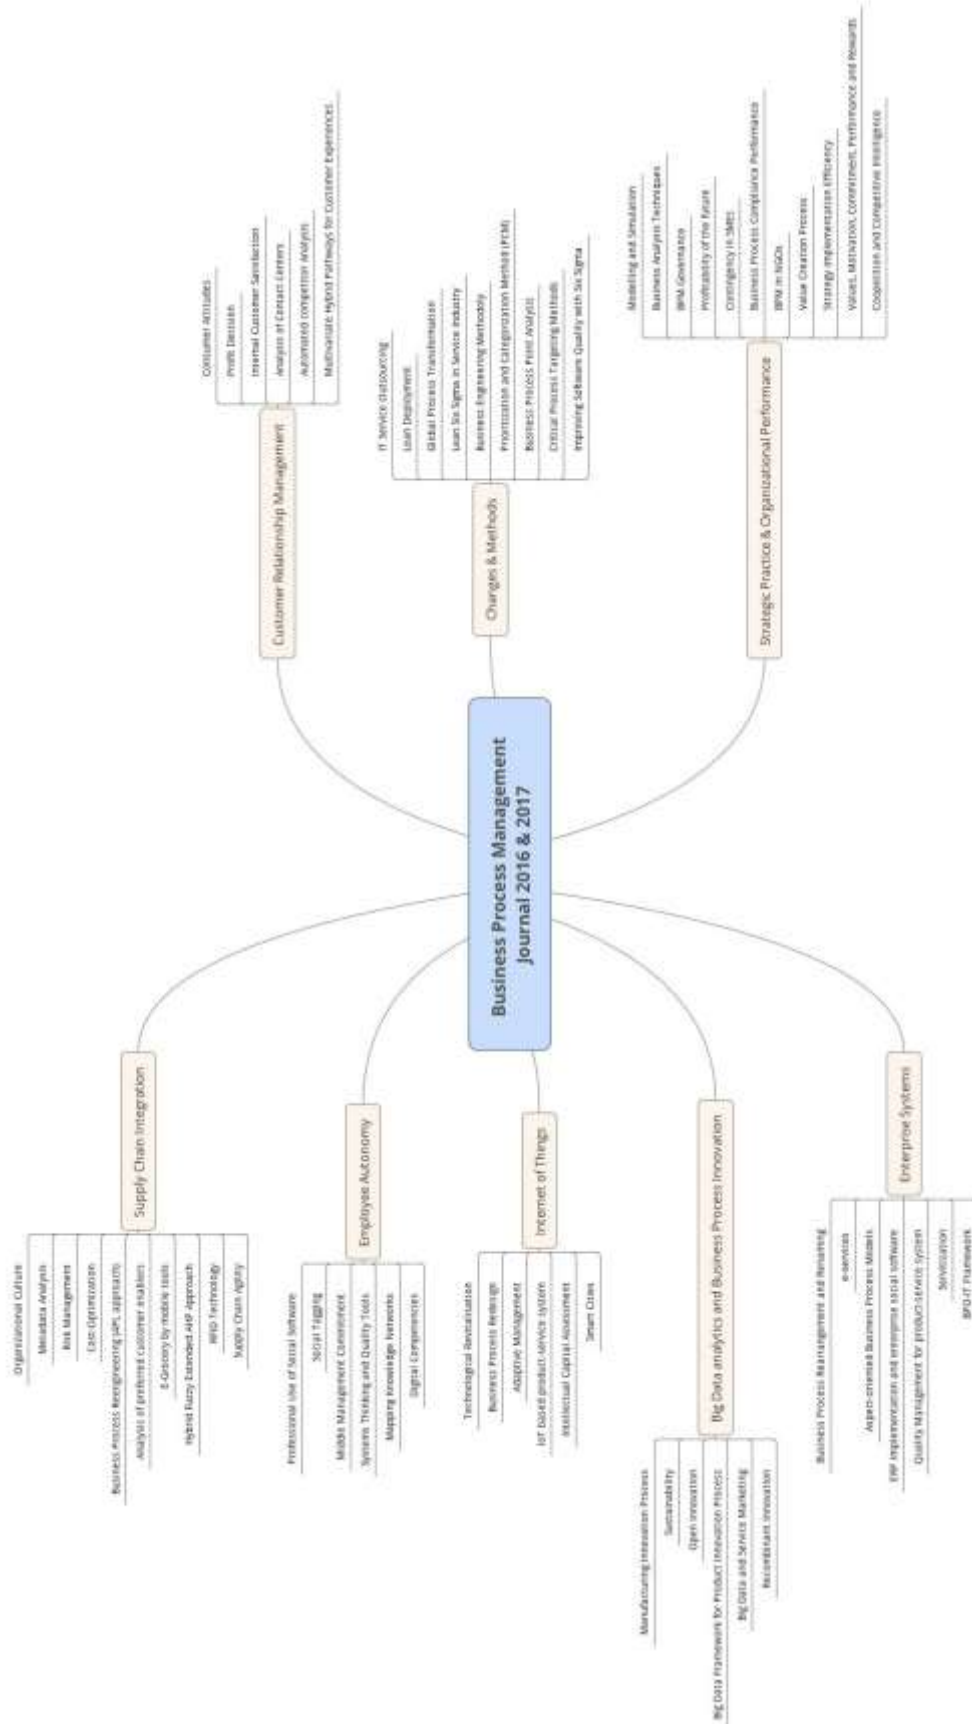 Business Process Management
Journal 2016 & 2017
Customer Relationship Management
Consumer Attitudes
Profit Decision
Internal Customer Satisfaction
Analysis of Contact Centers
Automated competition Analysis
Multivariate Hybrid Pathways for Customer Experiences
Changes & Methods
IT Service outsourcing
Lean Deployment
Global Process Transformation
Lean Six Sigma in Service Industry
Business Engineering Methodoly
Prioritization and Categorization Method (PCM)
Business Process Point Analysis
Critical Process Targeting Methods
Improving Software Quality with Six Sigma
Strategic Practice & Organizational Performance
Modelling and Simulation
Business Analysis Techniques
BPM Governance
Profitability of the Future
Contingency in SMES
Business Process Compliance Performance
BPM in NGOs
Value Creation Process
Strategy Implementation Efficiency
Values, Motivation, Commitment, Performance and Rewards
Coopetition and Competitive Intelligence
Supply Chain Integration
Organizational Culture
Metadata Analysis
Risk Management
Cost Optimization
Business Process Reengineering (4PL approach)
Analysis of preferred customer enablers
E-Grocery by mobile tools
Hybrid Fuzzy Extended AHP Approach
RFID Technology
Supply Chain Agility
Employee Autonomy
Professional Use of Social Software
Social Tagging
Middle Management Commitment
Systems Thinking and Quality Tools
Mapping Knowledge Networks
Digital Competencies
Internet of Things
Technological Revitalisation
Business Process Redesign
Adaptive Management
IoT based product-service system
Intellectual Capital Assessment
Smart Cities
Big Data analytics and Business Process Innovation
Manufacturing Innovation Process
Sustainability
Open Innovation
Big Data Framework for Product Innovation Process
Big Data and Service Marketing
Recombinant Innovation
Enterprise Systems
Business Process Rearrangement and Renaming
e-services
Aspect-oriented Business Process Models
ERP implementation and enterprise social software
Quality Management for product-service System
Servitization
BPO-IT Framework